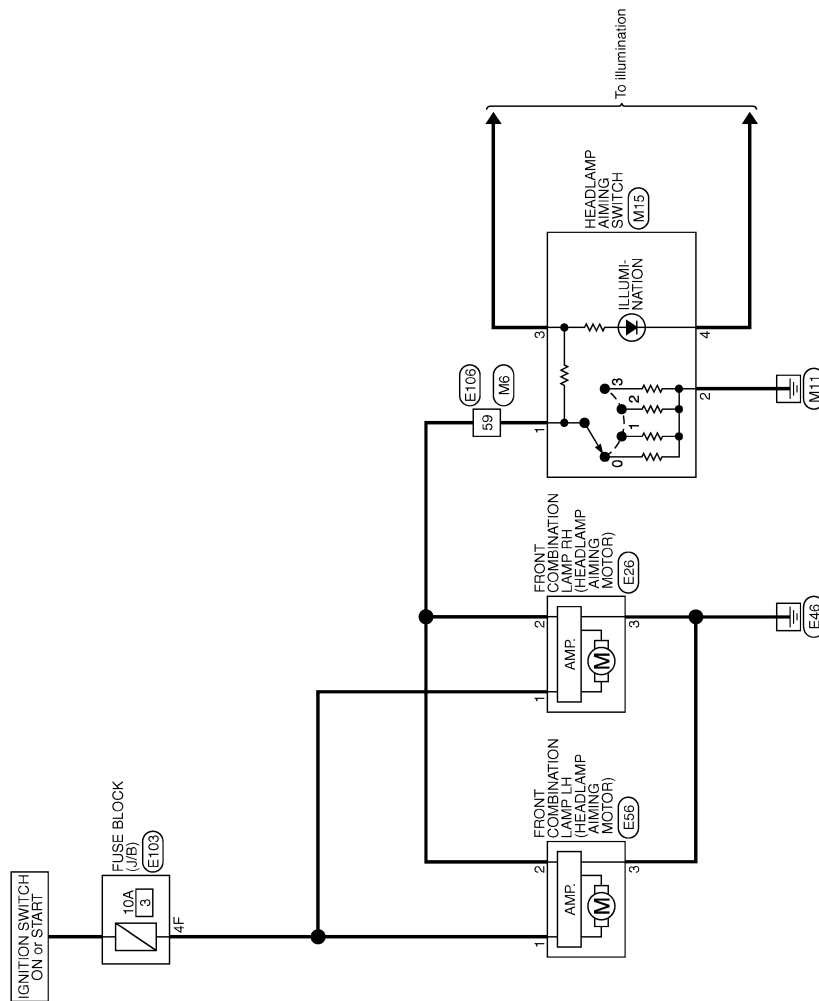 IGNITION SWITCH
ON or START
FUSE BLOCK
(J/B)
E103
10A
3
4F
FRONT
COMBINATION
LAMP LH
(HEADLAMP
AIMING
MOTOR)
E56
1
2
AMP.
M
3
FRONT
COMBINATION
LAMP RH
(HEADLAMP
AIMING
MOTOR)
E26
1
2
AMP.
M
3
E46
E106
M6
59
HEADLAMP
AIMING
SWITCH
M15
1
3
0
1
2
3
ILLUMI-
NATION
2
4
M11
To illumination